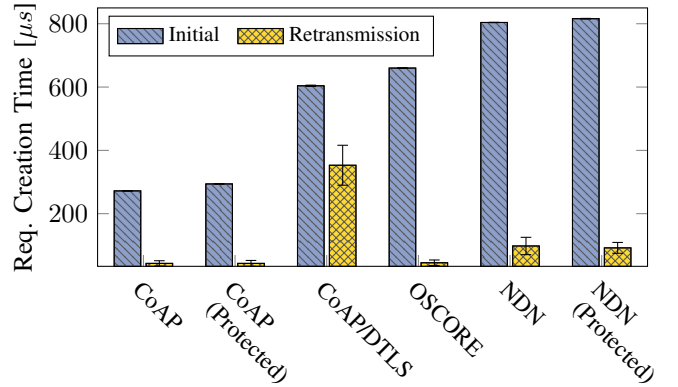 Req. Creation Time [μs]
800
600
400
200
Initial
Retransmission
CoAP
CoAP
(Protected)
CoAP/DTLS
OSCORE
NDN
NDN
(Protected)